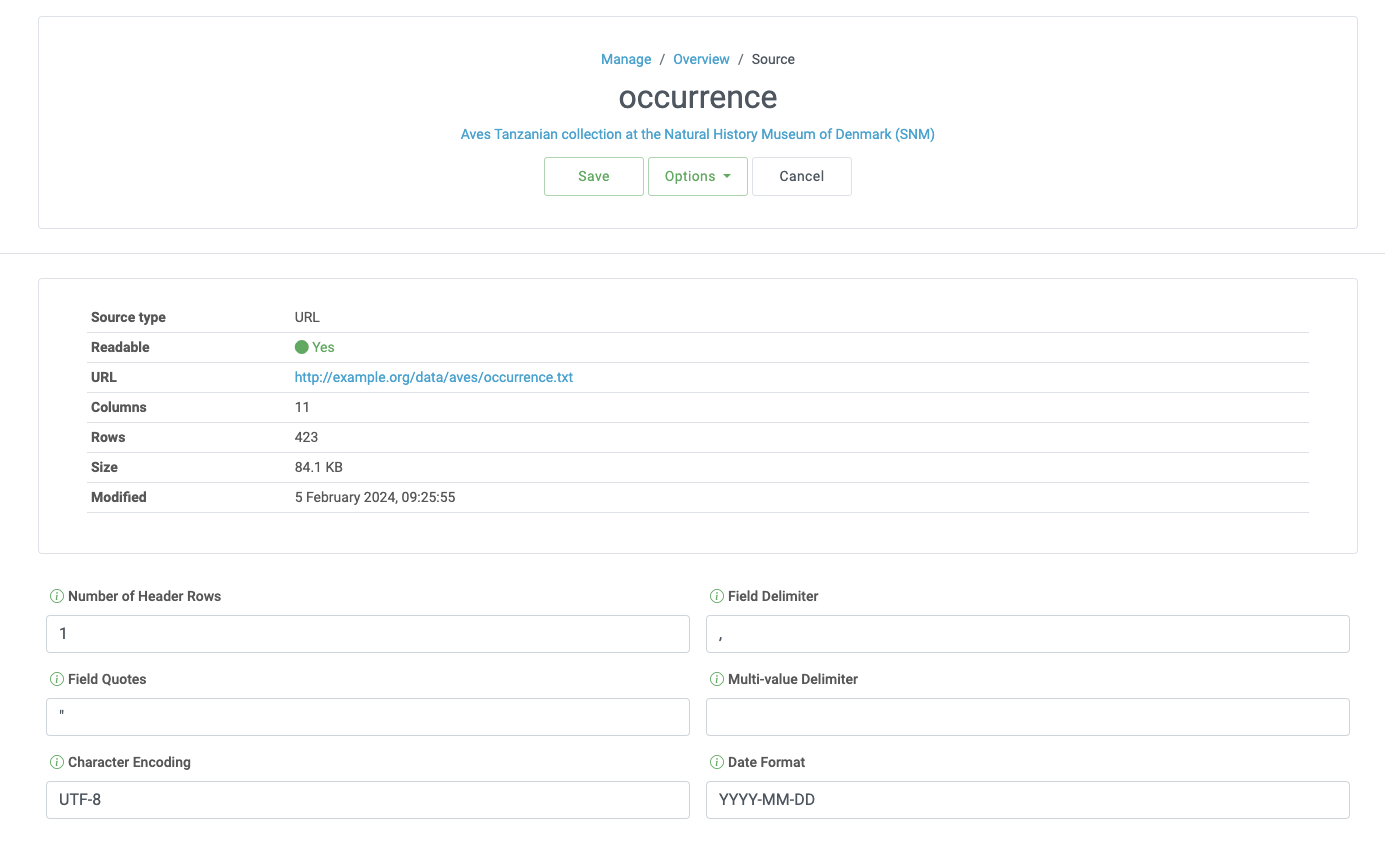 Manage / Overview / Source
occurrence
Aves Tanzanian collection at the Natural History Museum of Denmark (SNM)
Save Options Cancel
Source type URL
Readable Yes
URL http://example.org/data/aves/occurrence.txt
Columns 11
Rows 423
Size 84.1 KB
Modified 5 February 2024, 09:25:55
Number of Header Rows Field Delimiter
1 ,
Field Quotes Multi-value Delimiter
"
Character Encoding Date Format
UTF-8 YYYY-MM-DD